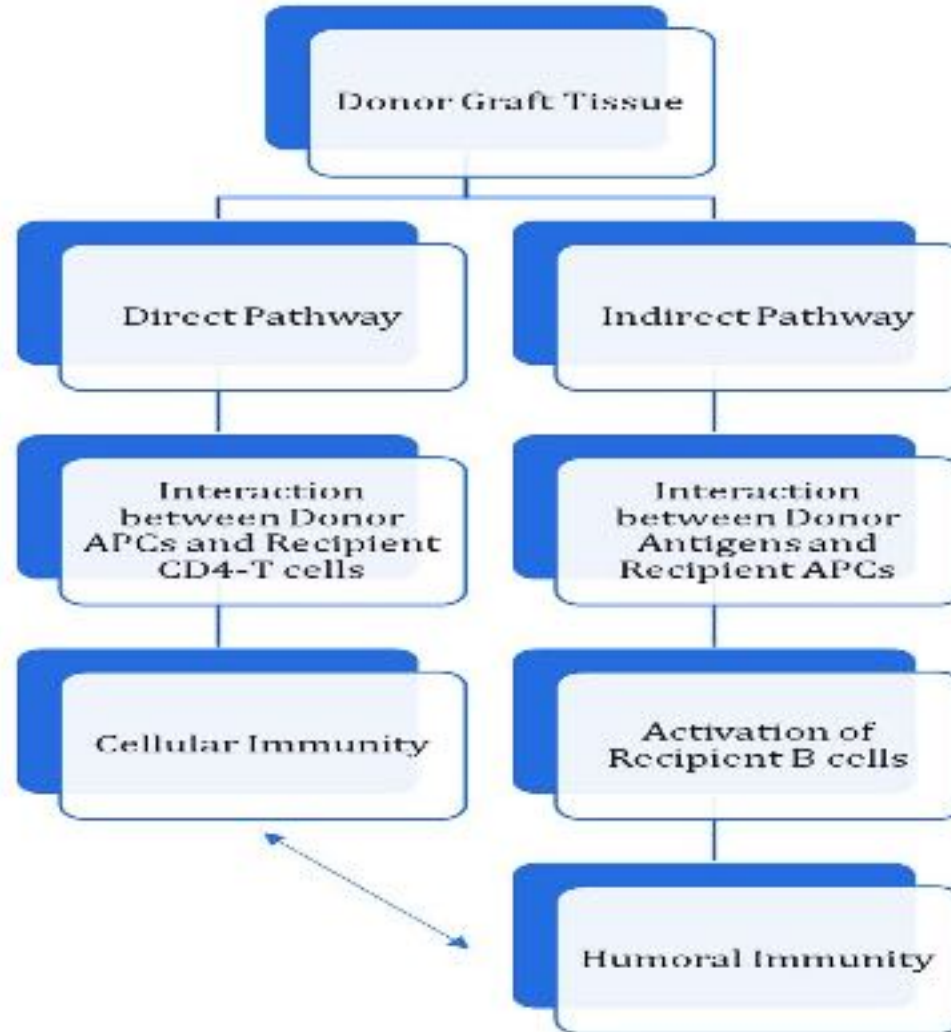 Donor Graft Tissue
Direct Pathway
Indirect Pathway
Interaction
between Donor
APCs and Recipient
CD4-T cells
Interaction
between Donor
Antigens and
Recipient APCs
Cellular Immunity
Activation of
Recipient B cells
Humoral Immunity